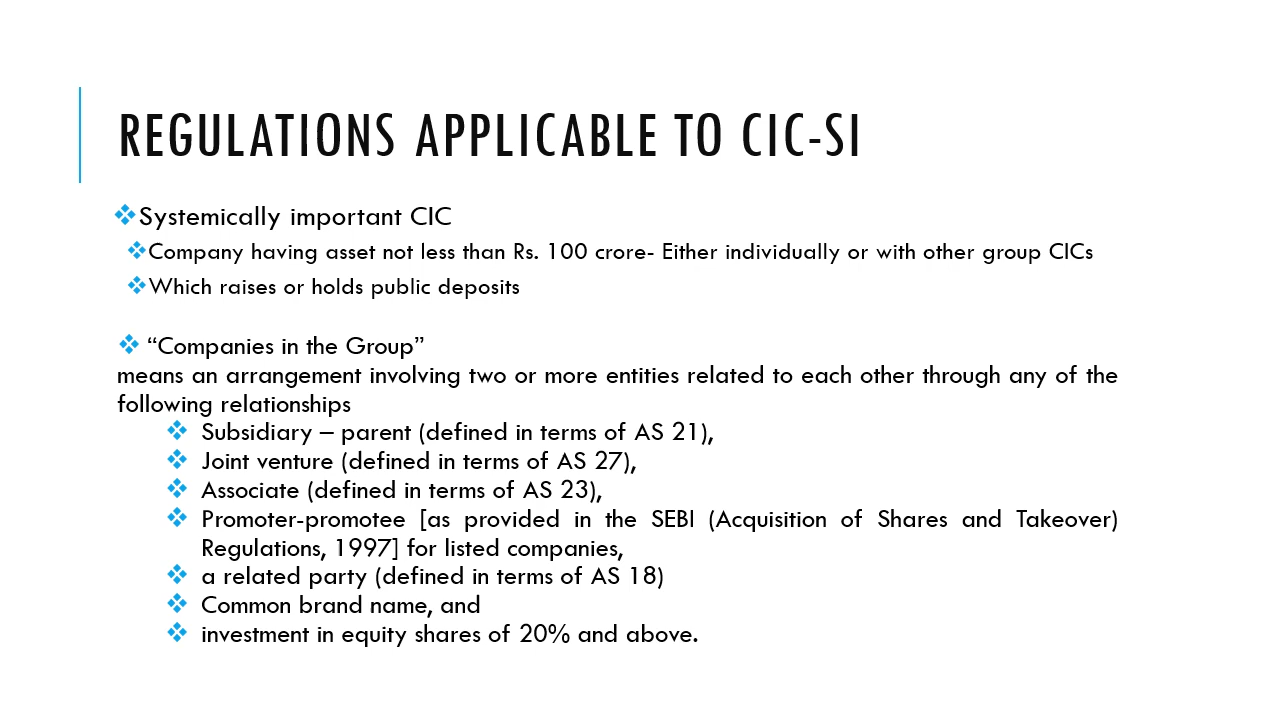 REGULATIONS APPLICABLE TO CIC-SI
❖Systemically important CIC
❖Company having asset not less than Rs. 100 crore- Either individually or with other group CICs
❖Which raises or holds public deposits
❖ “Companies in the Group”
means an arrangement involving two or more entities related to each other through any of the
following relationships
❖ Subsidiary – parent (defined in terms of AS 21),
❖ Joint venture (defined in terms of AS 27),
❖ Associate (defined in terms of AS 23),
❖ Promoter-promotee [as provided in the SEBI (Acquisition of Shares and Takeover)
Regulations, 1997] for listed companies,
❖ a related party (defined in terms of AS 18)
❖ Common brand name, and
❖ investment in equity shares of 20% and above.